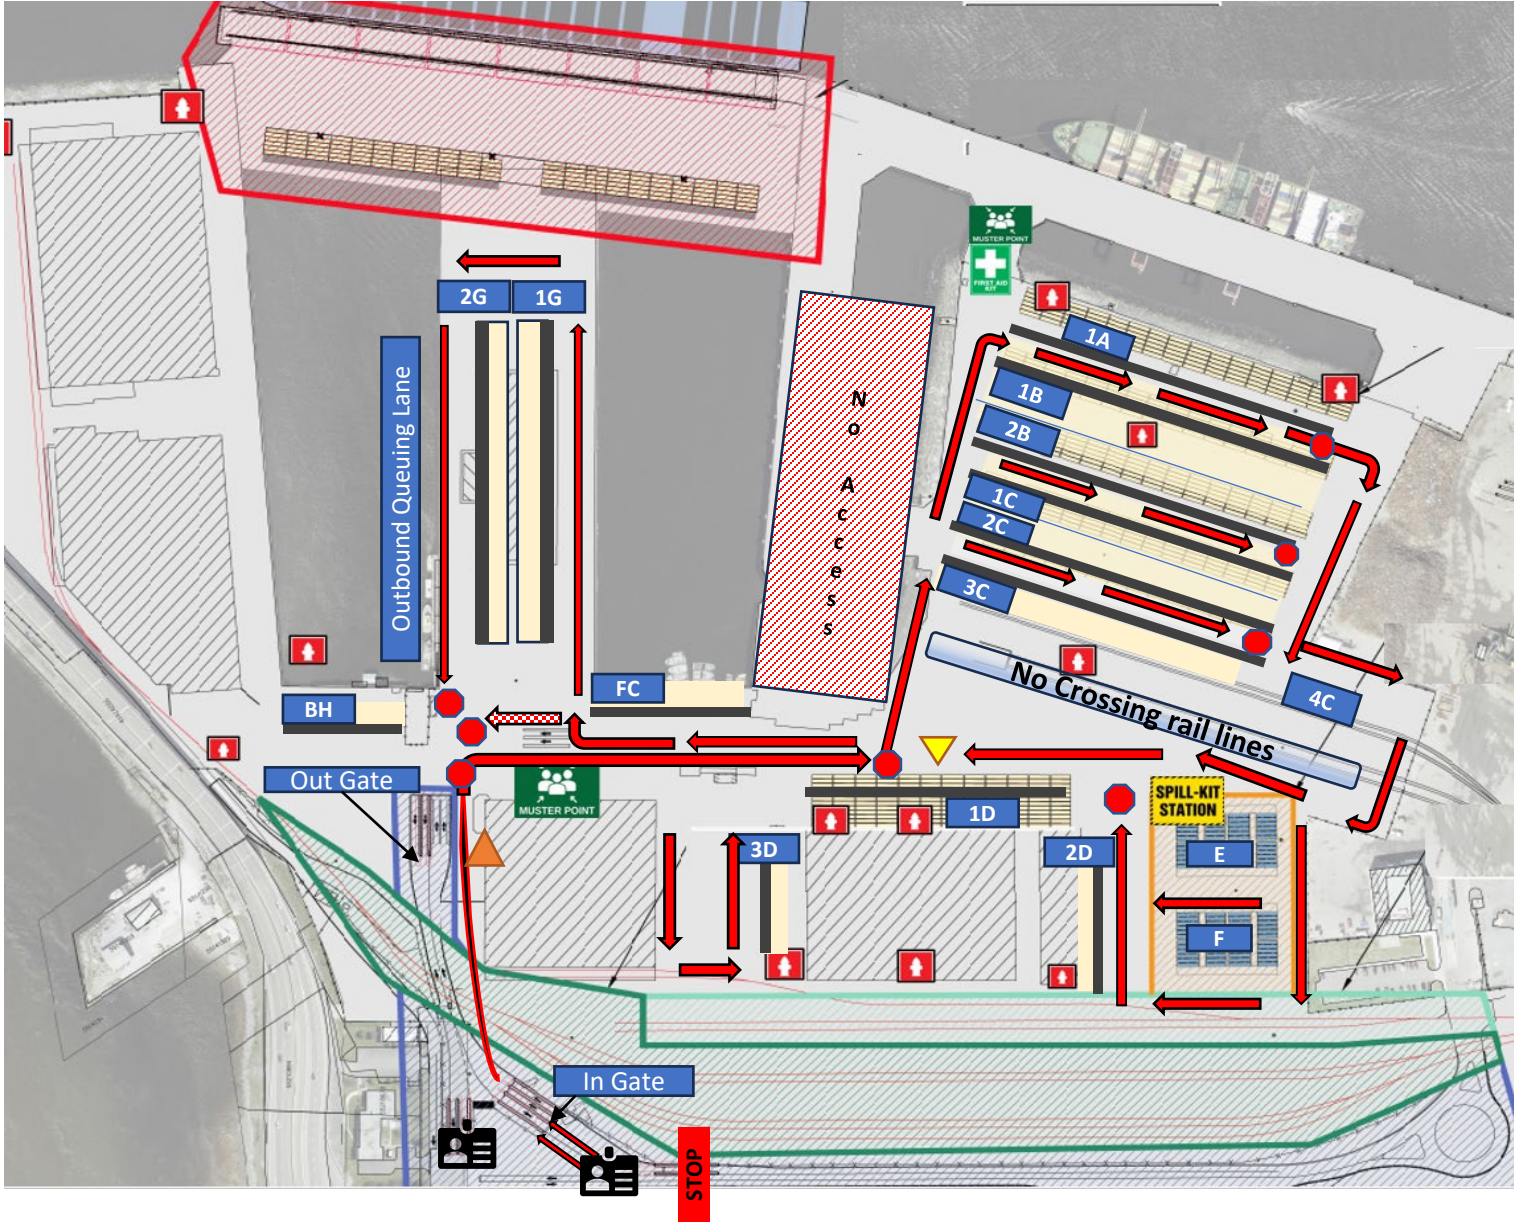 MUSTER POINT
FIRST AID
KIT
2G
1G
1A
1B
2B
1C
2C
3C
4C
No Access
Outbound Queuing Lane
No Crossing rail lines
FC
BH
Out Gate
MUSTER POINT
SPILL-KIT
STATION
1D
3D
2D
E
F
In Gate
STOP